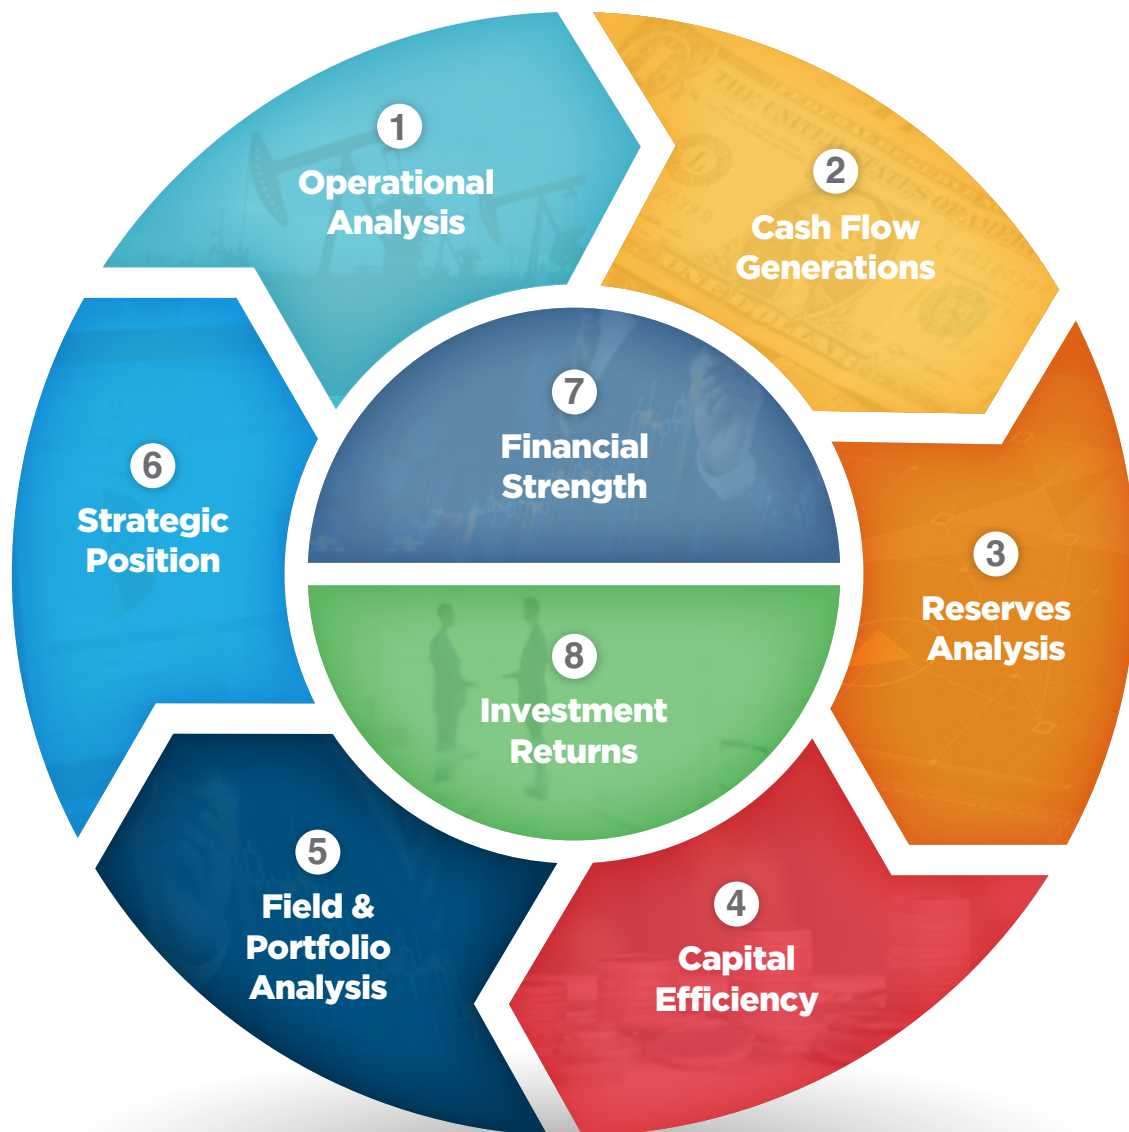 1
Operational
Analysis
2
Cash Flow
Generations
3
Reserves
Analysis
4
Capital
Efficiency
5
Field &
Portfolio
Analysis
6
Strategic
Position
7
Financial
Strength
8
Investment
Returns